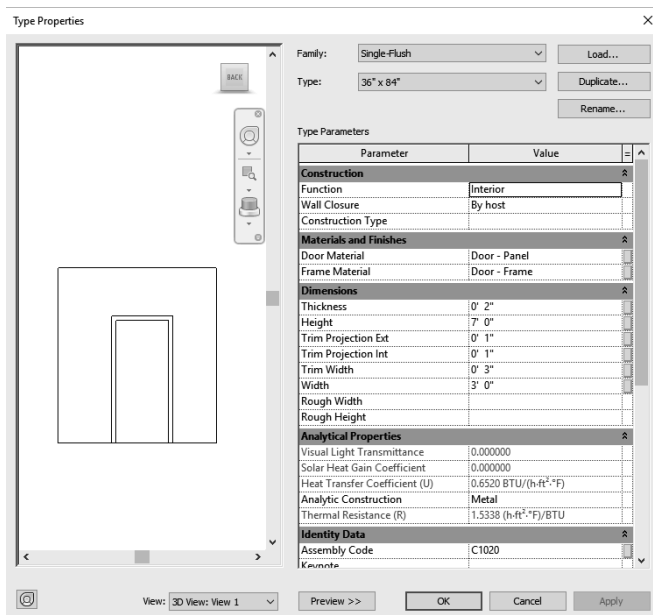 Type Properties
BACK
Family: Single-Flush Load...
Type: 36" x 84" Duplicate...
Rename...
Type Parameters
Parameter Value =
Construction
Function Interior
Wall Closure By host
Construction Type
Materials and Finishes
Door Material Door - Panel
Frame Material Door - Frame
Dimensions
Thickness 0' 2"
Height 7' 0"
Trim Projection Ext 0' 1"
Trim Projection Int 0' 1"
Trim Width 0' 3"
Width 3' 0"
Rough Width
Rough Height
Analytical Properties
Visual Light Transmittance 0.000000
Solar Heat Gain Coefficient 0.000000
Heat Transfer Coefficient (U) 0.6520 BTU/(h·ft²·°F)
Analytic Construction Metal
Thermal Resistance (R) 1.5338 (h·ft²·°F)/BTU
Identity Data
Assembly Code C1020
Keynote
View: 3D View: View 1 Preview >> OK Cancel Apply